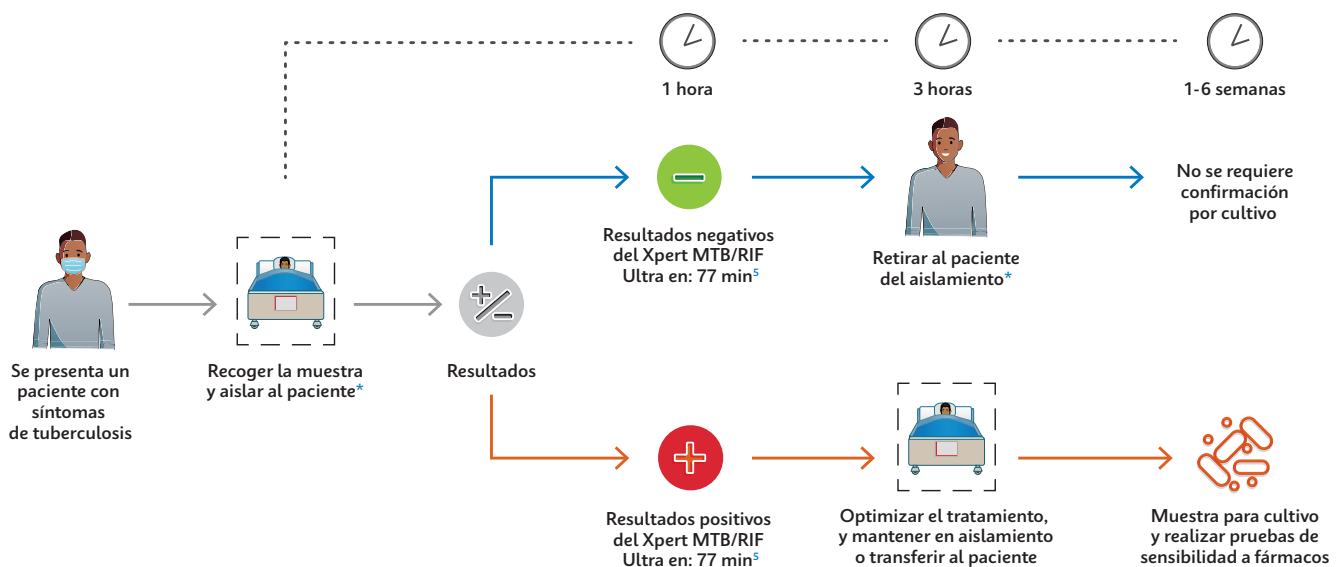 1 hora
3 horas
1-6 semanas
Se presenta un
paciente con
síntomas
de tuberculosis
Recoger la muestra
y aislar al paciente*
Resultados
Resultados negativos
del Xpert MTB/RIF
Ultra en: 77 min⁵
Retirar al paciente
del aislamiento*
No se requiere
confirmación
por cultivo
Resultados positivos
del Xpert MTB/RIF
Ultra en: 77 min⁵
Optimizar el tratamiento,
y mantener en aislamiento
o transferir al paciente
Muestra para cultivo
y realizar pruebas de
sensibilidad a fármacos